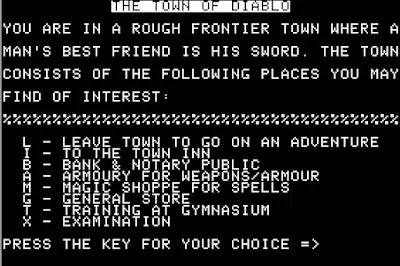 THE TOWN OF DIABLO
YOU ARE IN A ROUGH FRONTIER TOWN WHERE A
MAN'S BEST FRIEND IS HIS SWORD. THE TOWN
CONSISTS OF THE FOLLOWING PLACES YOU MAY
FIND OF INTEREST:
%%%%%%%%%%%%%%%%%%%%%%%%%%%%%%%%%%%%%%%%
L - LEAVE TOWN TO GO ON AN ADVENTURE
I - TO THE TOWN INN
B - BANK & NOTARY PUBLIC
A - ARMOURY FOR WEAPONS/ARMOUR
M - MAGIC SHOPPE FOR SPELLS
G - GENERAL STORE
T - TRAINING AT GYMNASIUM
X - EXAMINATION
PRESS THE KEY FOR YOUR CHOICE =>